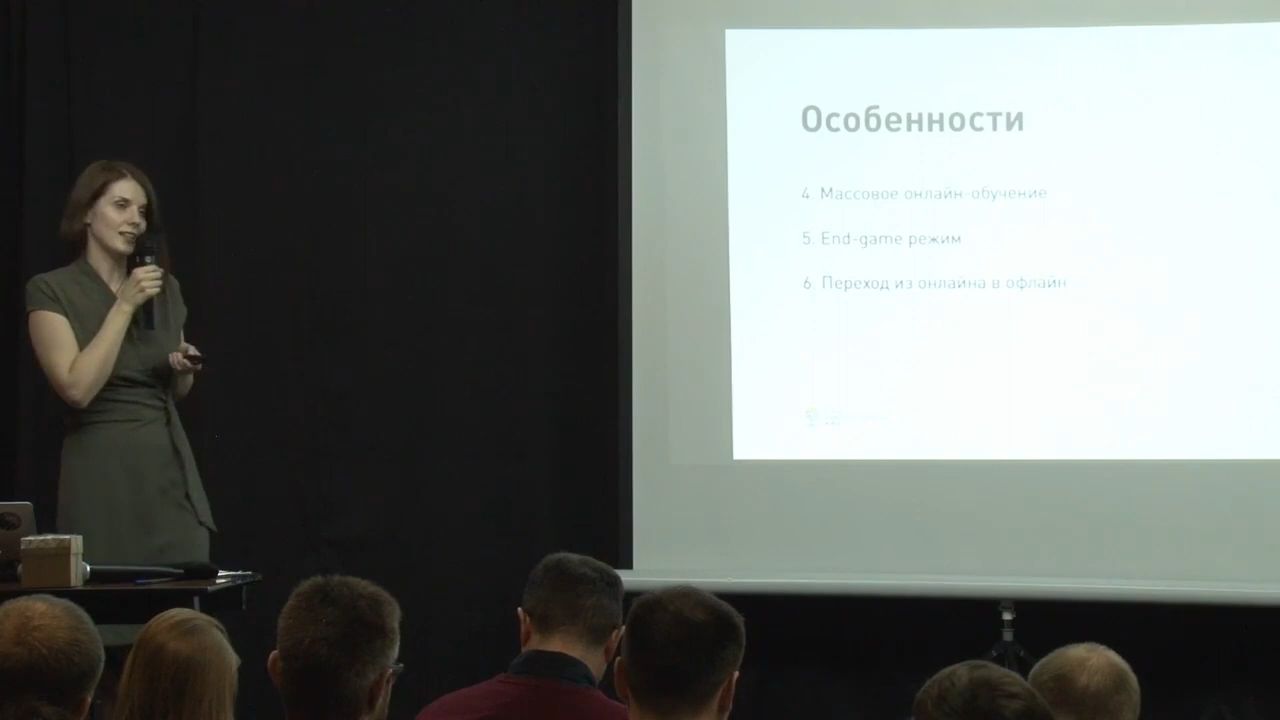 Особенности
4. Массовое онлайн-обучение
5. End-game режим
6. Переход из онлайна в офлайн